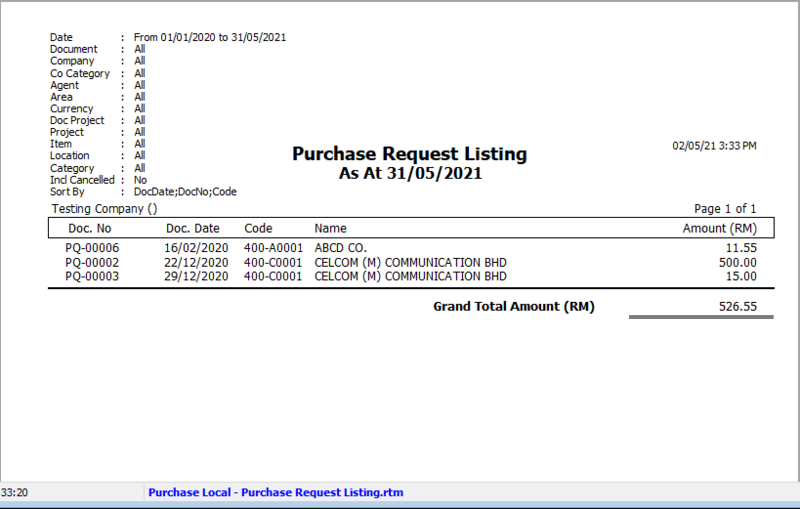 Date : From 01/01/2020 to 31/05/2021
Document : All
Company : All
Co Category : All
Agent : All
Area : All
Currency : All
Doc Project : All
Project : All
Item : All
Location : All
Category : All
Incl Cancelled : No
Sort By : DocDate;DocNo;Code
02/05/21 3:33 PM
Purchase Request Listing
As At 31/05/2021
Testing Company () Page 1 of 1
Doc. No Doc. Date Code Name Amount (RM)
PQ-00006 16/02/2020 400-A0001 ABCD CO. 11.55
PQ-00002 22/12/2020 400-C0001 CELCOM (M) COMMUNICATION BHD 500.00
PQ-00003 29/12/2020 400-C0001 CELCOM (M) COMMUNICATION BHD 15.00
Grand Total Amount (RM) 526.55
33:20 Purchase Local - Purchase Request Listing.rtm